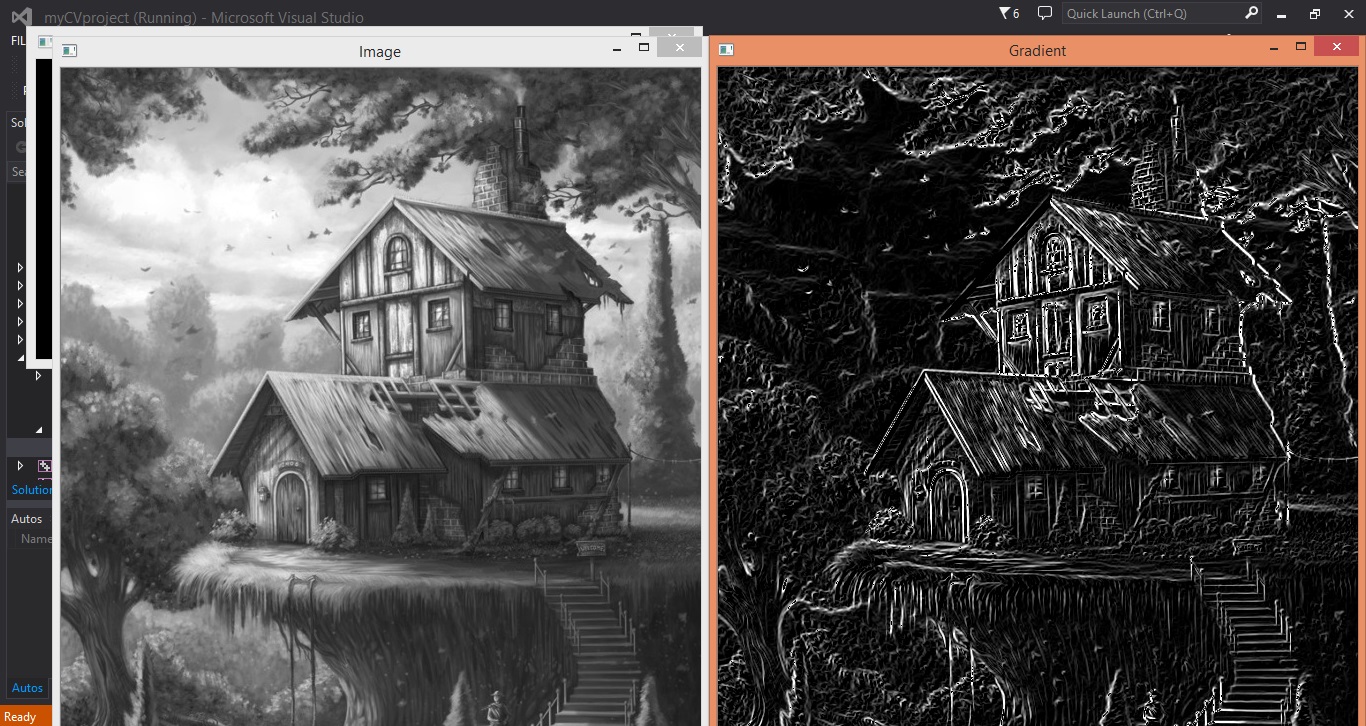 myCVproject (Running) - Microsoft Visual Studio
6
Quick Launch (Ctrl+Q)
FIL
Image
Gradient
Sol
Sea
Solution
Autos
Name
Autos
Ready